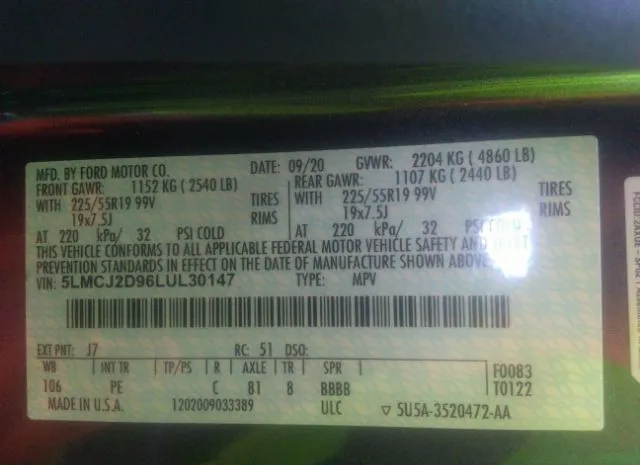 MFD. BY FORD MOTOR CO. DATE: 09/20 GVWR: 2204 KG ( 4860 LB)
FRONT GAWR: 1152 KG ( 2540 LB) REAR GAWR: 1107 KG ( 2440 LB)
WITH 225/55R19 99V TIRES WITH 225/55R19 99V TIRES
19x7.5J RIMS 19x7.5J RIMS
AT 220 kPa/ 32 PSI COLD AT 220 kPa/ 32 PSI
THIS VEHICLE CONFORMS TO ALL APPLICABLE FEDERAL MOTOR VEHICLE SAFETY AND THEFT
PREVENTION STANDARDS IN EFFECT ON THE DATE OF MANUFACTURE SHOWN ABOVE
VIN: 5LMCJ2D96LUL30147 TYPE: MPV
EXT PNT: J7 RC: 51 DSO:
WB INT TR TP/PS R AXLE TR SPR F0083
106 PE C 81 8 BBBB T0122
MADE IN U.S.A. 1202009033389 ULC ▽ SU5A-3520472-AA